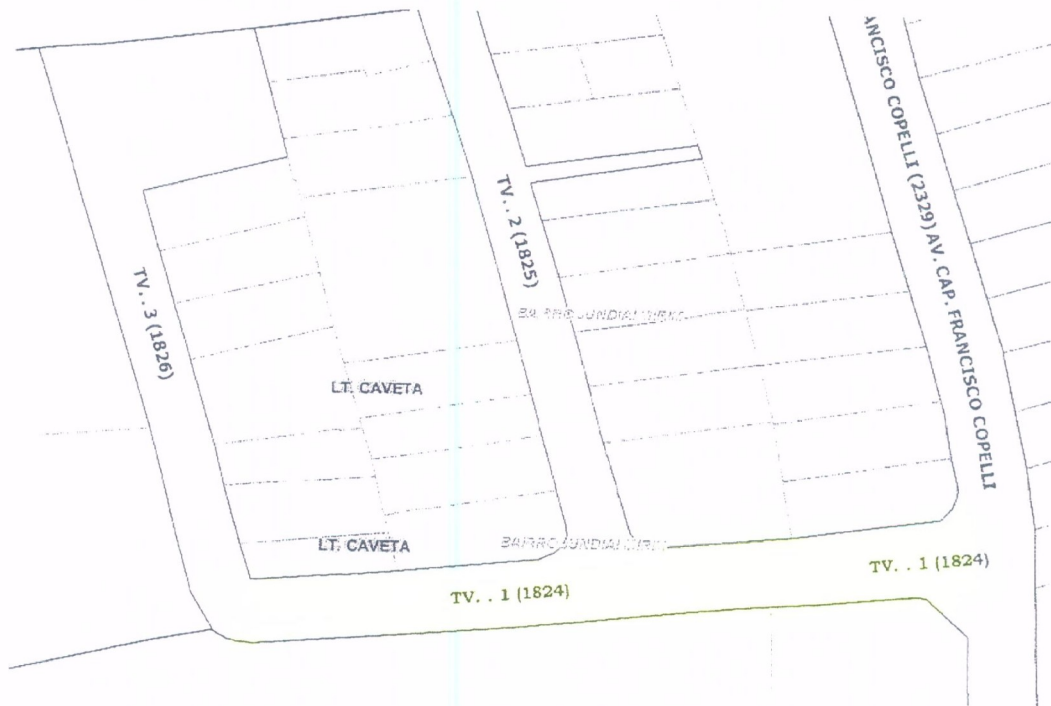 ANCISCO COPELLI (2329) AV. CAP. FRANCISCO COPELLI
TV. . 2 (1825)
TV. . 3 (1826)
LT. CAVETA
LT. CAVETA
TV. . 1 (1824)
TV. . 1 (1824)